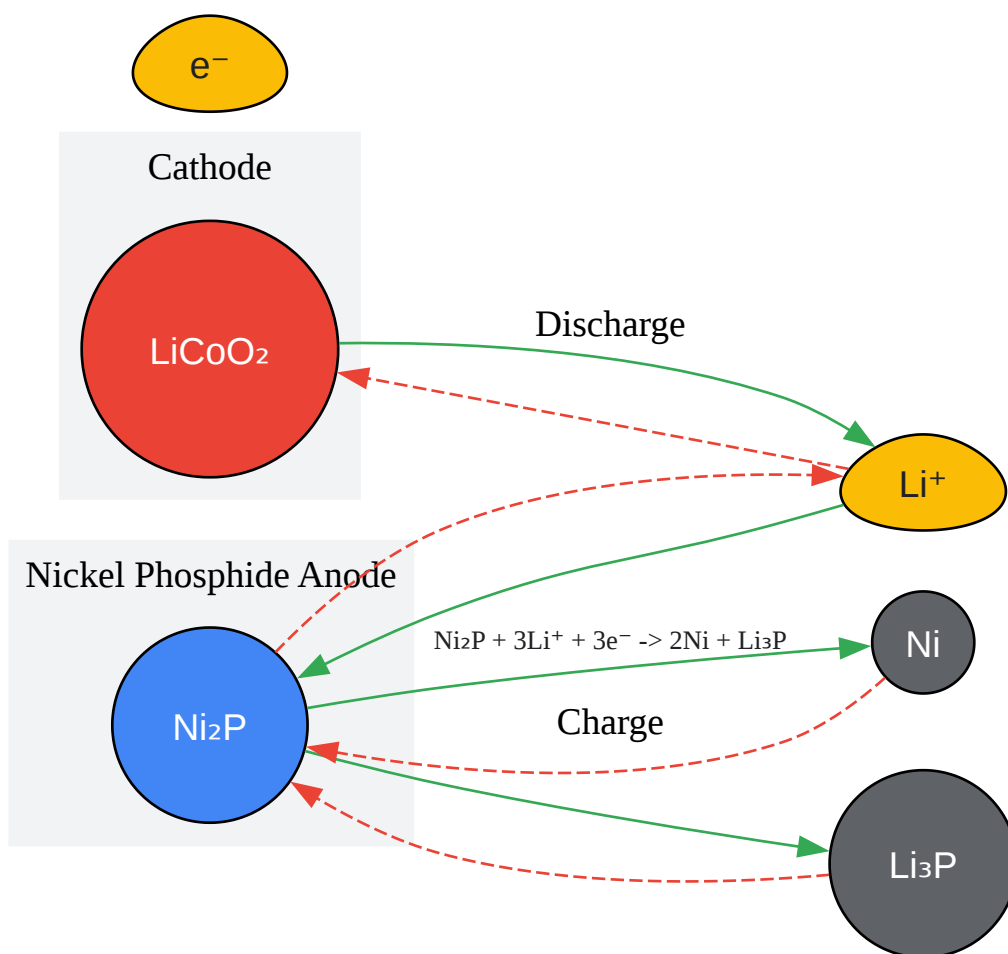 e⁻
Cathode
LiCoO₂
Discharge
Li⁺
Nickel Phosphide Anode
Ni₂P + 3Li⁺ + 3e⁻ -> 2Ni + Li₃P
Ni
Ni₂P
Charge
Li₃P